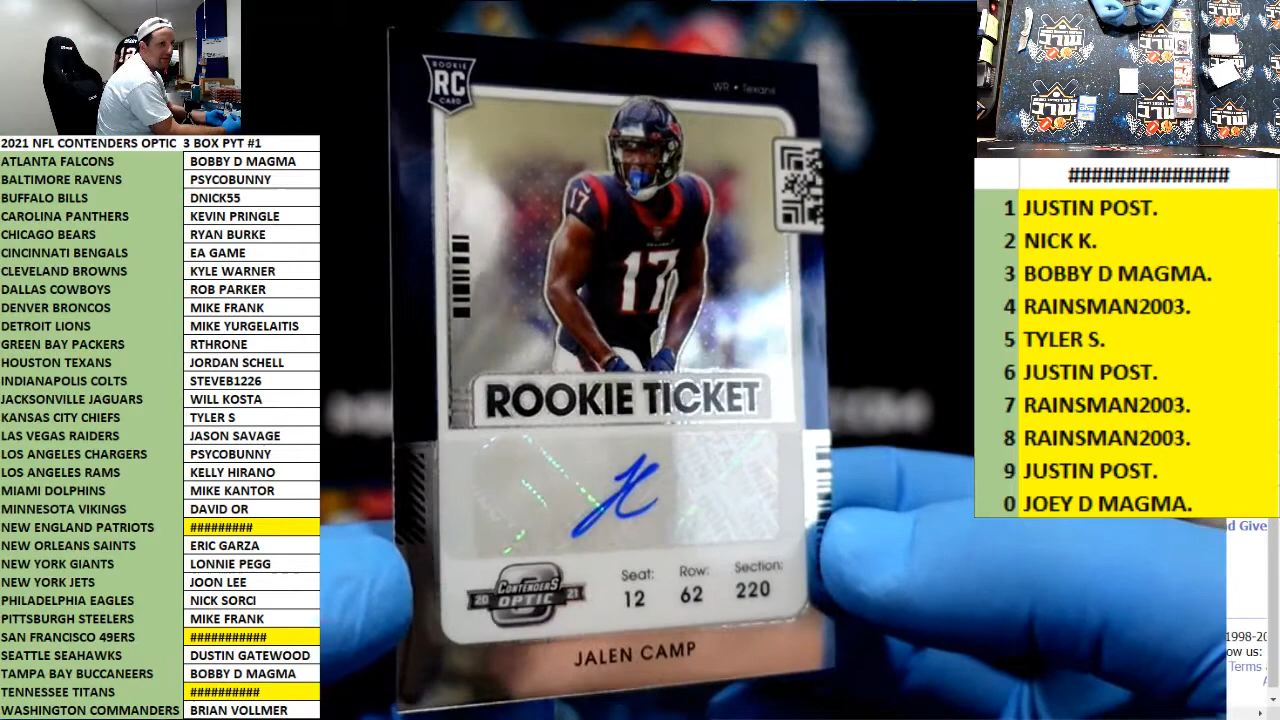 2021 NFL CONTENDERS OPTIC 3 BOX PYT #1
ATLANTA FALCONS BOBBY D MAGMA
BALTIMORE RAVENS PSYCOBUNNY
BUFFALO BILLS DNICK55
CAROLINA PANTHERS KEVIN PRINGLE
CHICAGO BEARS RYAN BURKE
CINCINNATI BENGALS EA GAME
CLEVELAND BROWNS KYLE WARNER
DALLAS COWBOYS ROB PARKER
DENVER BRONCOS MIKE FRANK
DETROIT LIONS MIKE YURGELAITIS
GREEN BAY PACKERS RTHRONE
HOUSTON TEXANS JORDAN SCHELL
INDIANAPOLIS COLTS STEVEB1226
JACKSONVILLE JAGUARS WILL KOSTA
KANSAS CITY CHIEFS TYLER S
LAS VEGAS RAIDERS JASON SAVAGE
LOS ANGELES CHARGERS PSYCOBUNNY
LOS ANGELES RAMS KELLY HIRANO
MIAMI DOLPHINS MIKE KANTOR
MINNESOTA VIKINGS DAVID OR
NEW ENGLAND PATRIOTS #########
NEW ORLEANS SAINTS ERIC GARZA
NEW YORK GIANTS LONNIE PEGG
NEW YORK JETS JOON LEE
PHILADELPHIA EAGLES NICK SORCI
PITTSBURGH STEELERS MIKE FRANK
SAN FRANCISCO 49ERS ###########
SEATTLE SEAHAWKS DUSTIN GATEWOOD
TAMPA BAY BUCCANEERS BOBBY D MAGMA
TENNESSEE TITANS ##########
WASHINGTON COMMANDERS BRIAN VOLLMER
ROOKIE
RC
CARD
WR • Texans
17
17
ROOKIE TICKET
20 CONTENDERS 21
OPTIC
Seat: Row: Section:
12 62 220
JALEN CAMP
##############
1 JUSTIN POST.
2 NICK K.
3 BOBBY D MAGMA.
4 RAINSMAN2003.
5 TYLER S.
6 JUSTIN POST.
7 RAINSMAN2003.
8 RAINSMAN2003.
9 JUSTIN POST.
0 JOEY D MAGMA.
d Give
1998-20
ow us:
Terms